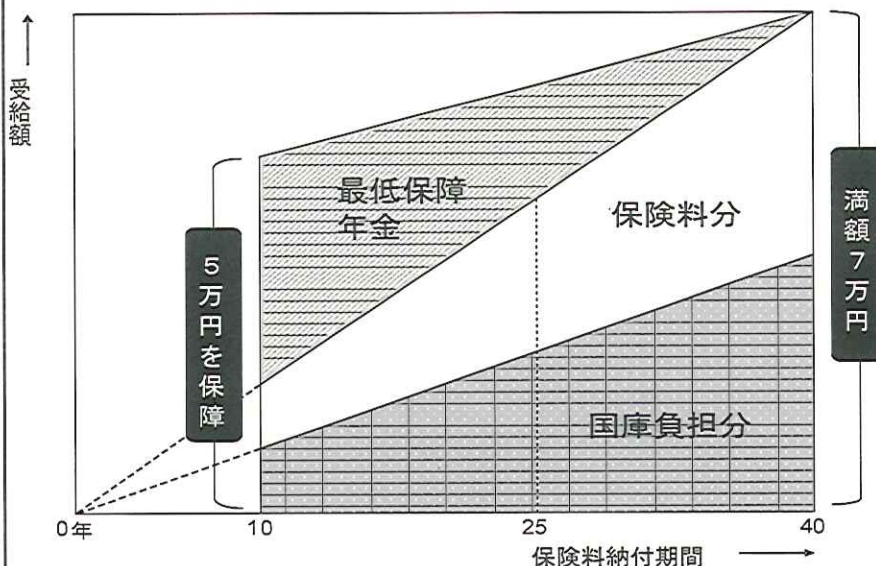 受給額
最低保障
年金
保険料分
5万円を保障
満額7万円
国庫負担分
0年
10
25
40
保険料納付期間